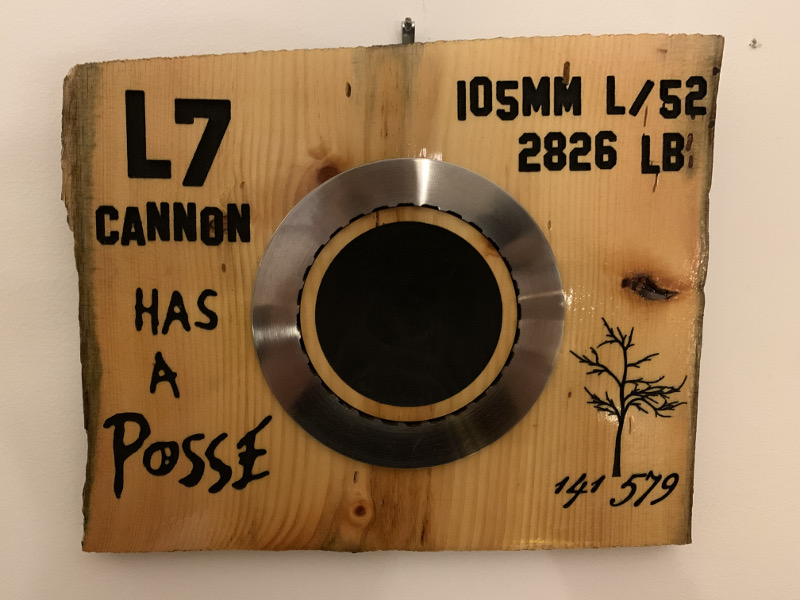 L7
CANNON
HAS
A
POSSE
105MM L/52
2826 LB.
141 579